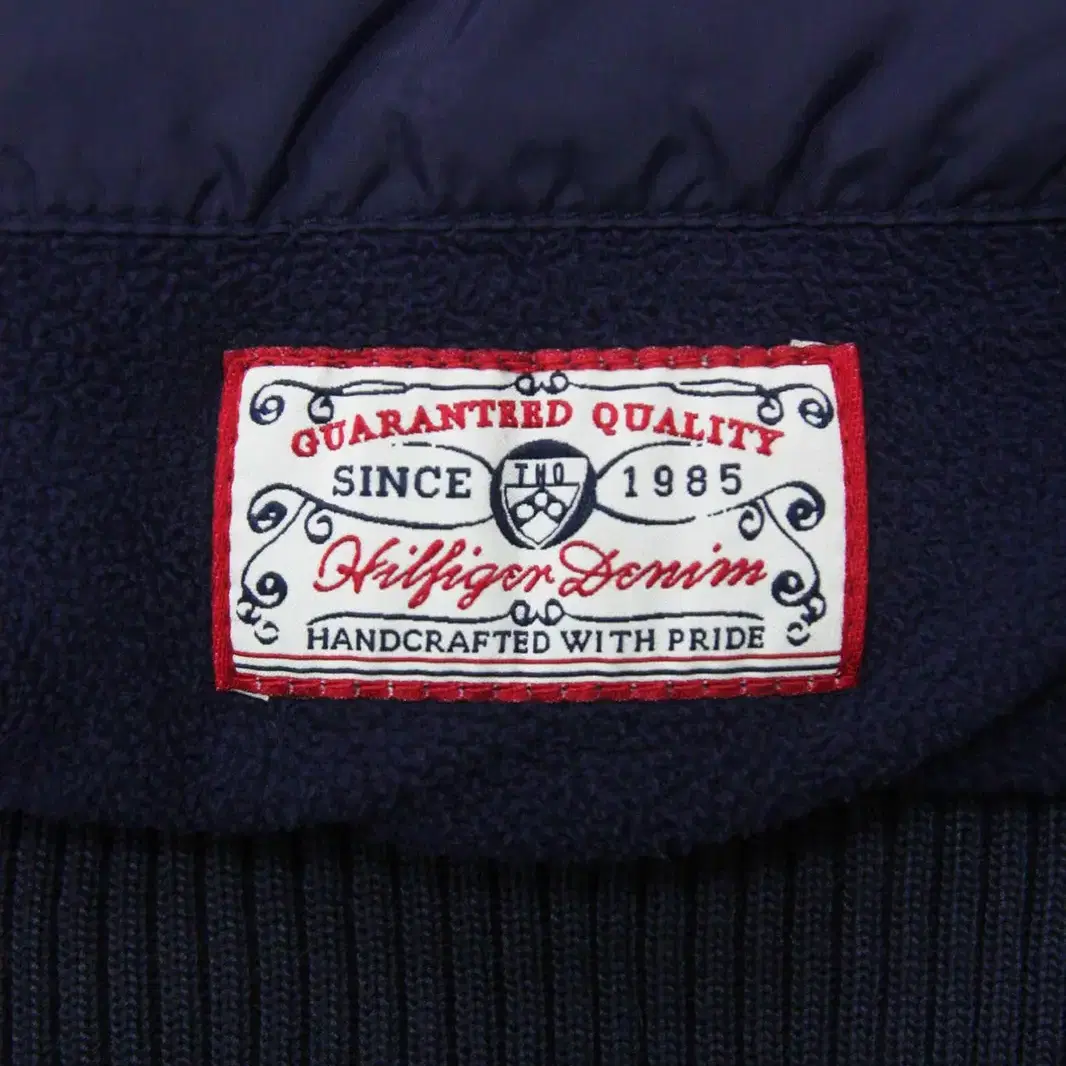 GUARANTEED QUALITY
SINCE THD 1985
Hilfiger Denim
HANDCRAFTED WITH PRIDE